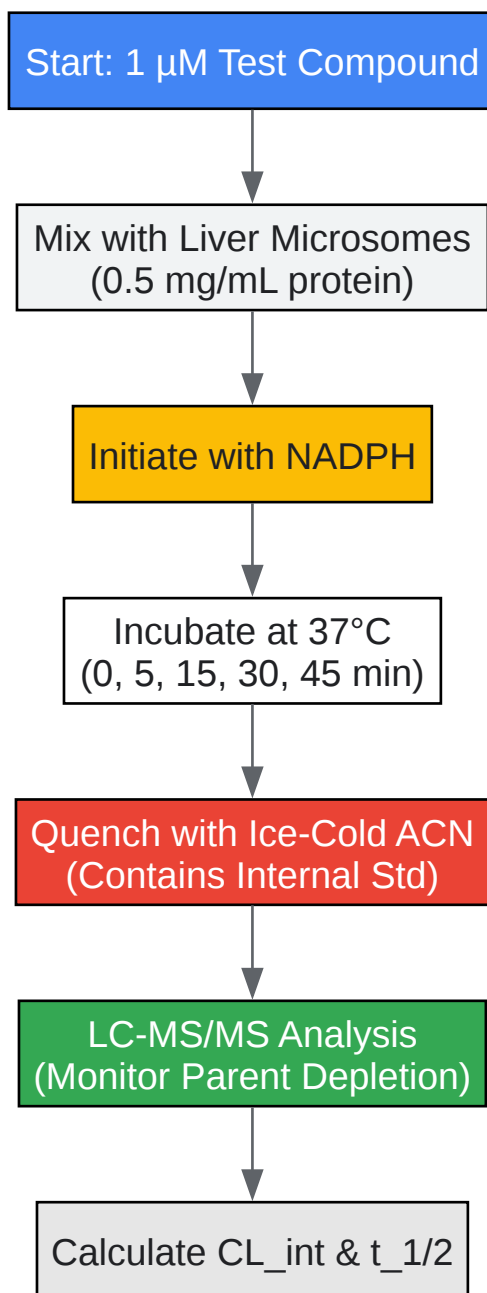 Start: 1 µM Test Compound
Mix with Liver Microsomes
(0.5 mg/mL protein)
Initiate with NADPH
Incubate at 37°C
(0, 5, 15, 30, 45 min)
Quench with Ice-Cold ACN
(Contains Internal Std)
LC-MS/MS Analysis
(Monitor Parent Depletion)
Calculate CL_int & t_1/2